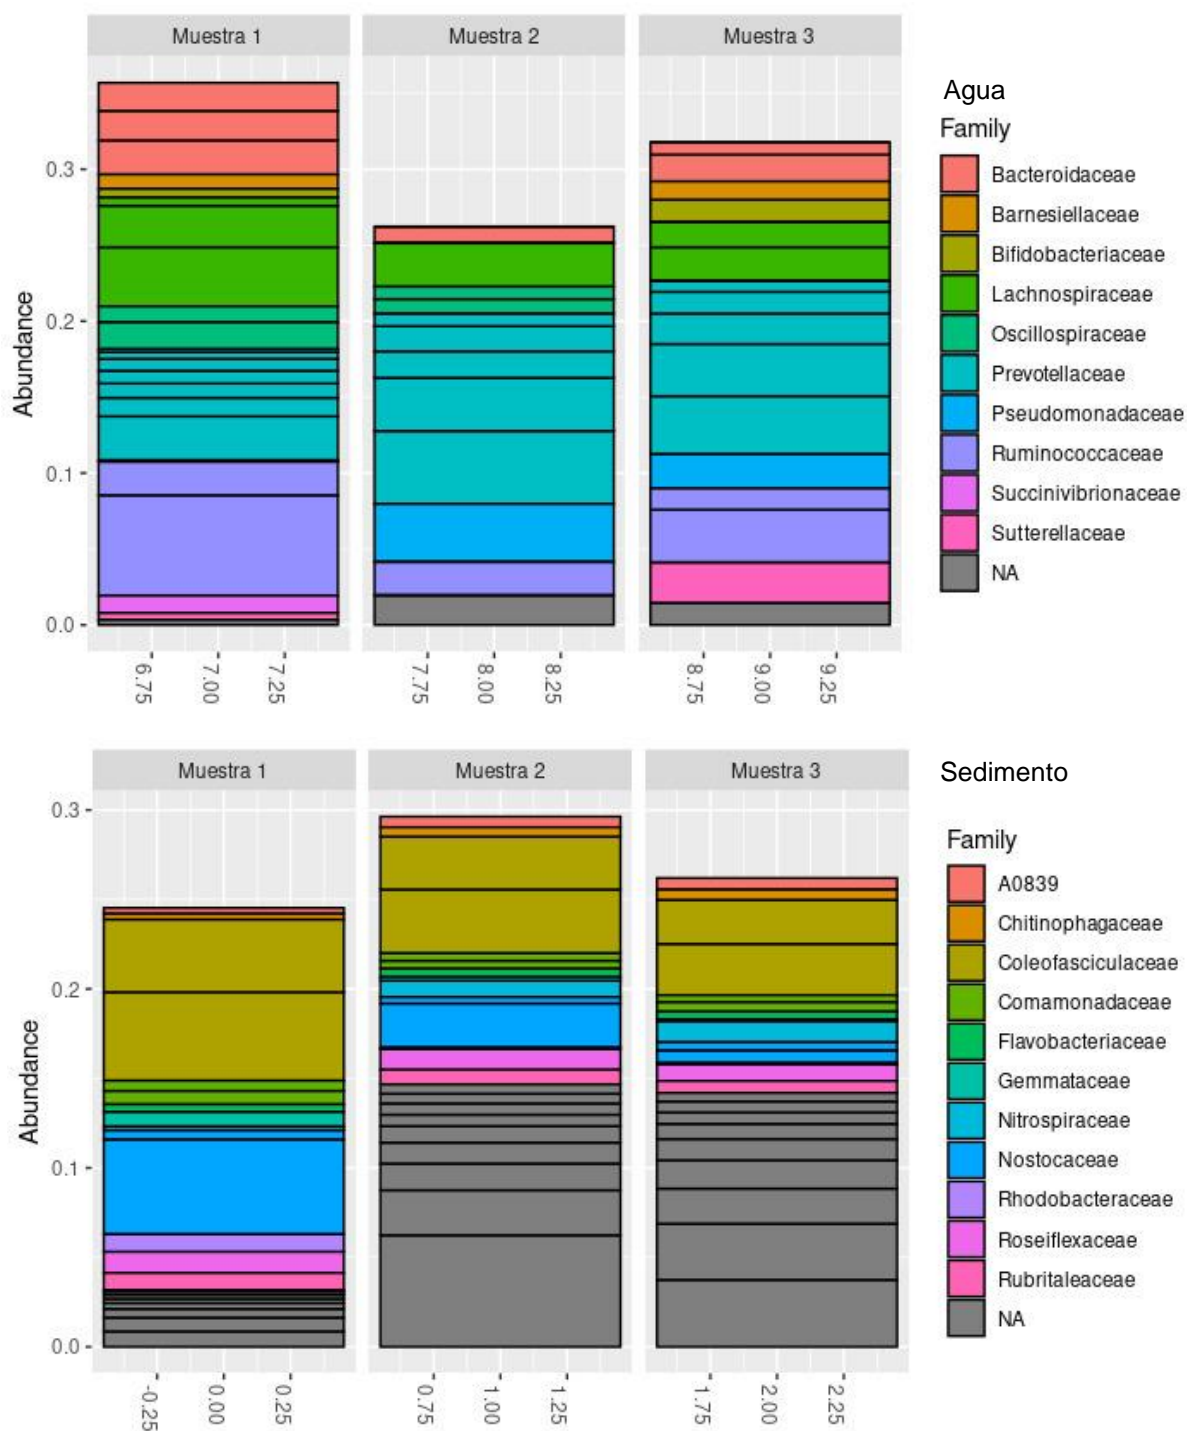 Muestra 1 Muestra 2 Muestra 3
Agua
Family
Bacteroidaceae
Barnesiellaceae
Bifidobacteriaceae
Lachnospiraceae
Oscillospiraceae
Prevotellaceae
Pseudomonadaceae
Ruminococcaceae
Succinivibrionaceae
Sutterellaceae
NA
Abundance
0.3
0.2
0.1
0.0
6.75 7.00 7.25 7.75 8.00 8.25 8.75 9.00 9.25
Muestra 1 Muestra 2 Muestra 3
Sedimento
Family
A0839
Chitinophagaceae
Coleofasciculaceae
Comamonadaceae
Flavobacteriaceae
Gemmataceae
Nitrospiraceae
Nostocaceae
Rhodobacteraceae
Roseiflexaceae
Rubritaleaceae
NA
Abundance
0.3
0.2
0.1
0.0
-0.25 0.00 0.25 0.75 1.00 1.25 1.75 2.00 2.25